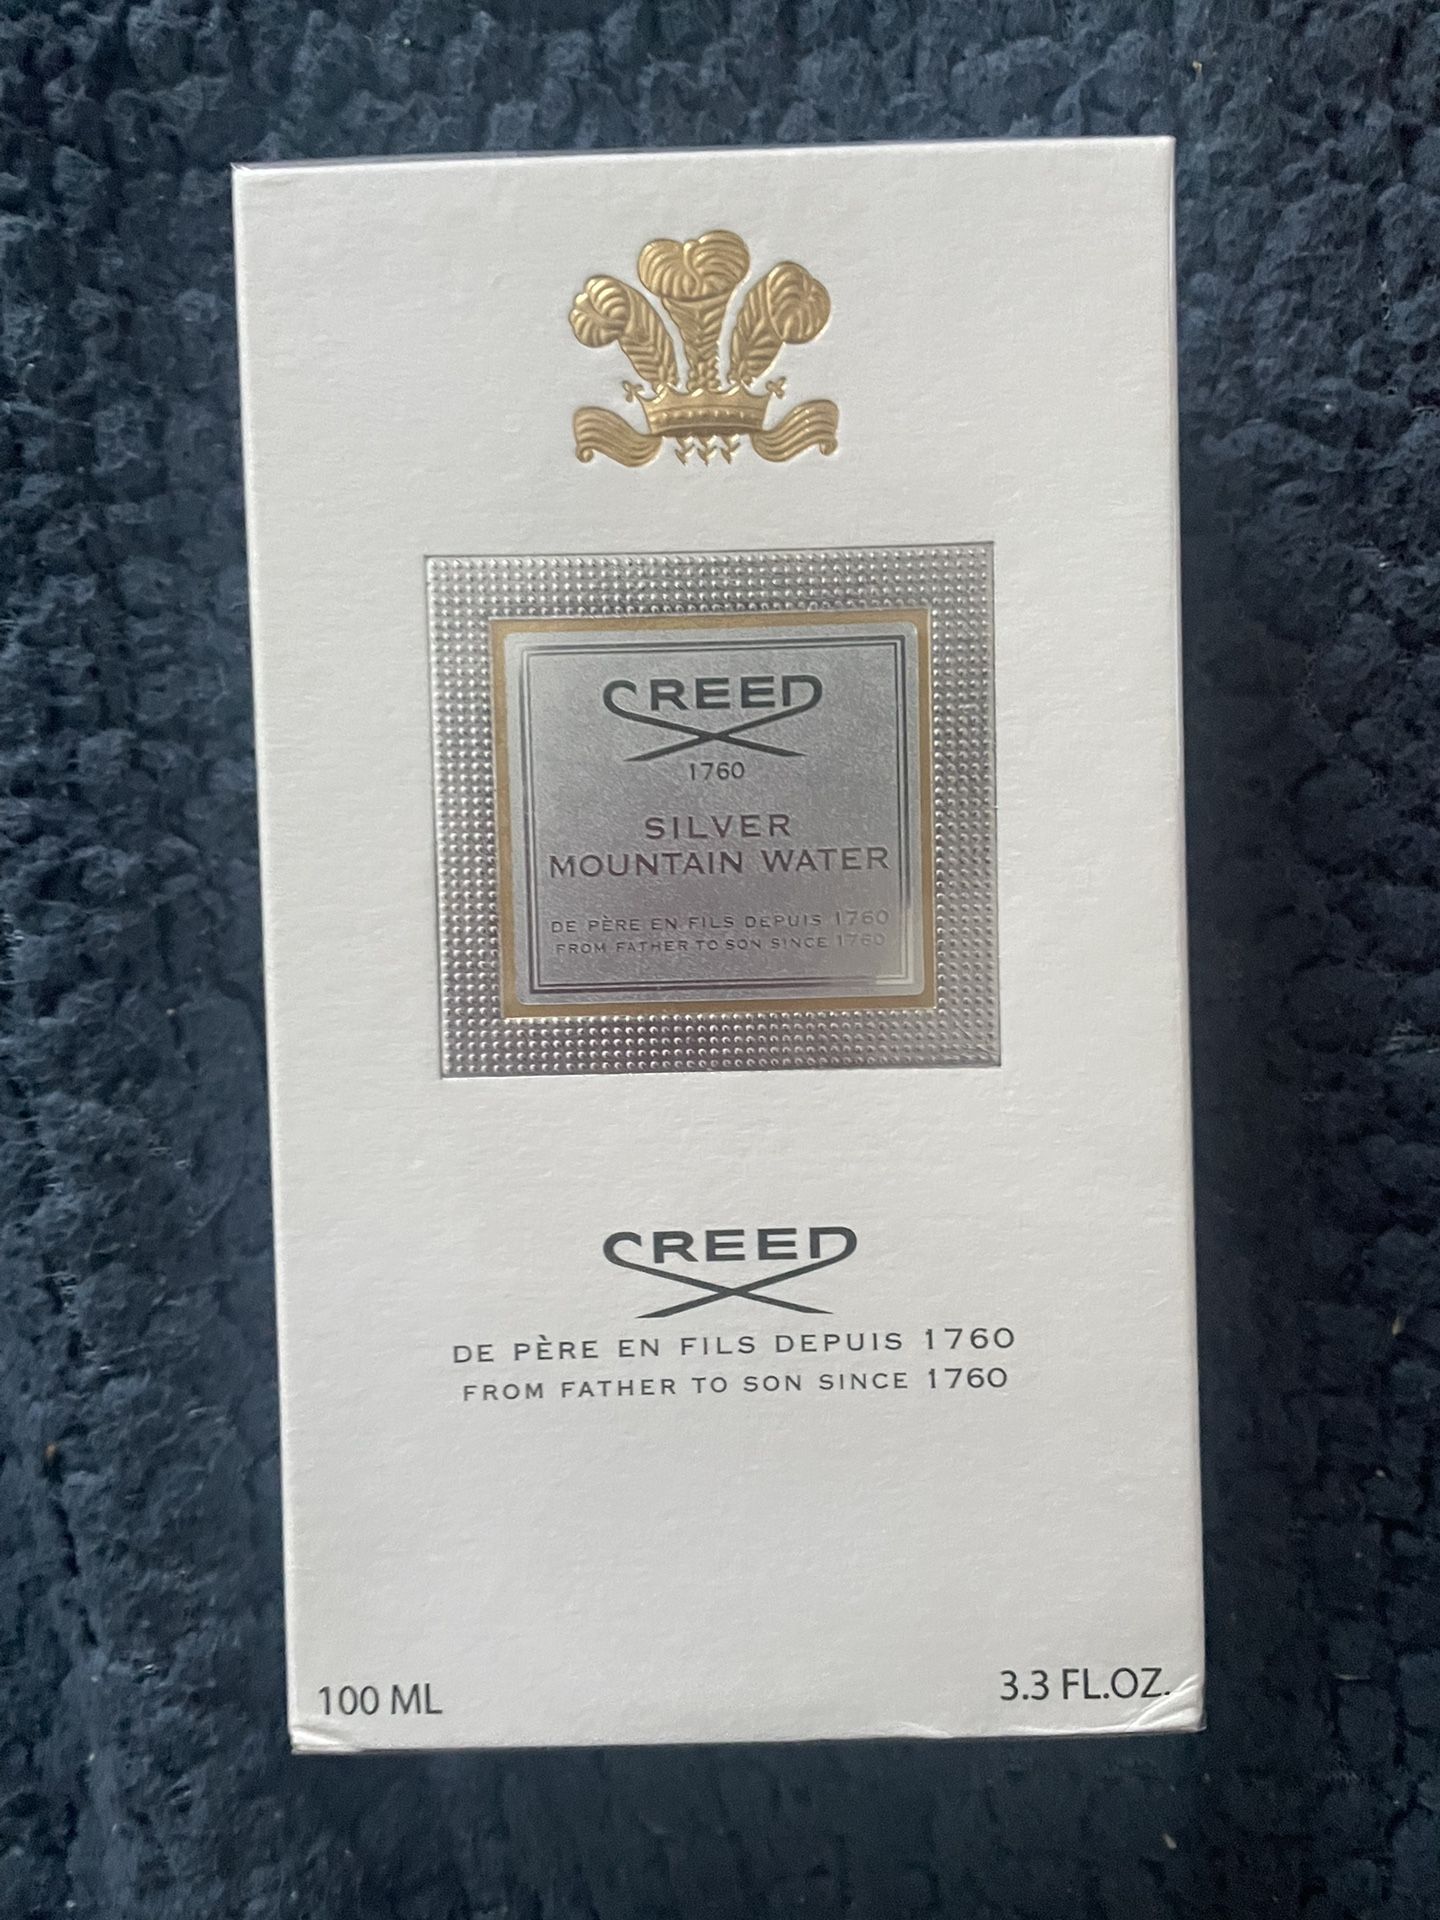 CREED
1760
SILVER
MOUNTAIN WATER
DE PÈRE EN FILS DEPUIS 1760
FROM FATHER TO SON SINCE 1760
CREED
DE PÈRE EN FILS DEPUIS 1760
FROM FATHER TO SON SINCE 1760
100 ML
3.3 FL.OZ.